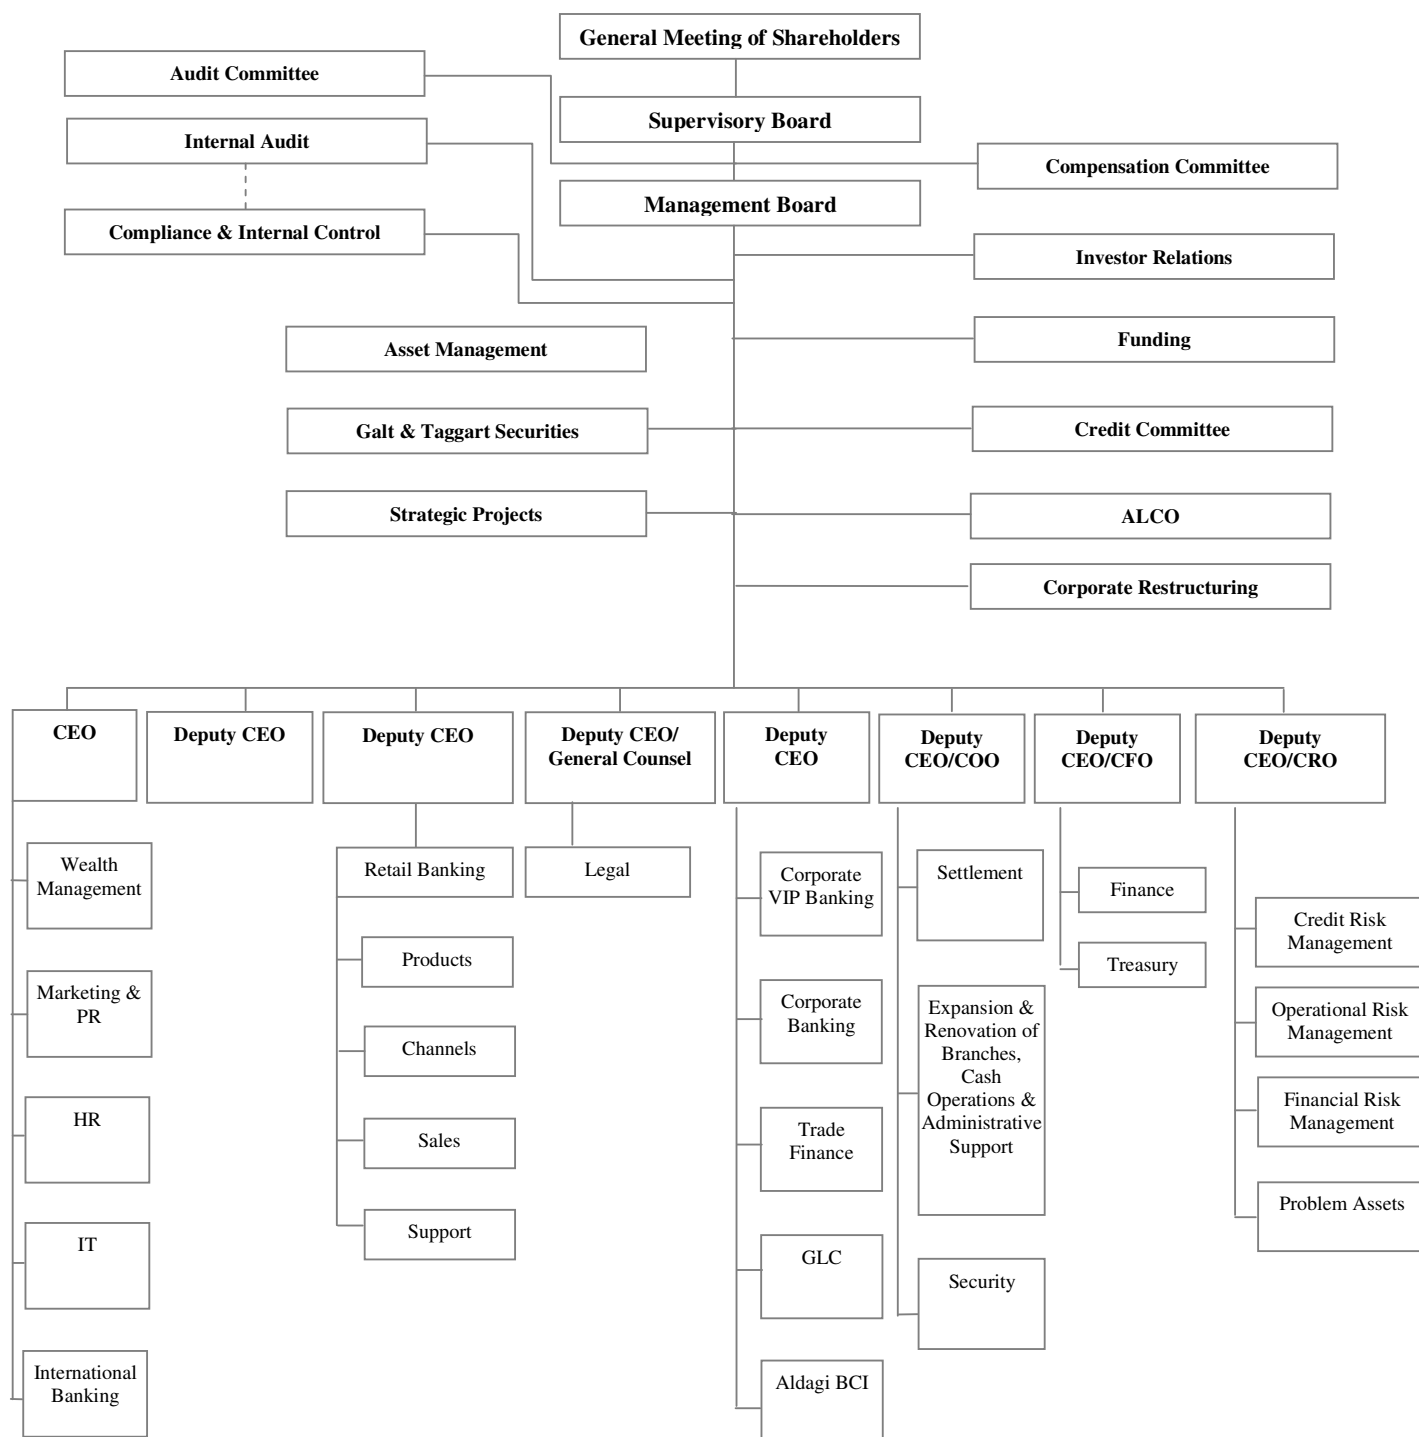 General Meeting of Shareholders
Audit Committee
Supervisory Board
Internal Audit
Compensation Committee
Management Board
Compliance & Internal Control
Investor Relations
Asset Management
Funding
Galt & Taggart Securities
Credit Committee
Strategic Projects
ALCO
Corporate Restructuring
CEO
Deputy CEO
Deputy CEO
Deputy CEO/
General Counsel
Deputy
CEO
Deputy
CEO/COO
Deputy
CEO/CFO
Deputy
CEO/CRO
Wealth
Management
Marketing &
PR
HR
IT
International
Banking
Retail Banking
Products
Channels
Sales
Support
Legal
Corporate
VIP Banking
Corporate
Banking
Trade
Finance
GLC
Aldagi BCI
Settlement
Expansion &
Renovation of
Branches,
Cash
Operations &
Administrative
Support
Security
Finance
Treasury
Credit Risk
Management
Operational Risk
Management
Financial Risk
Management
Problem Assets